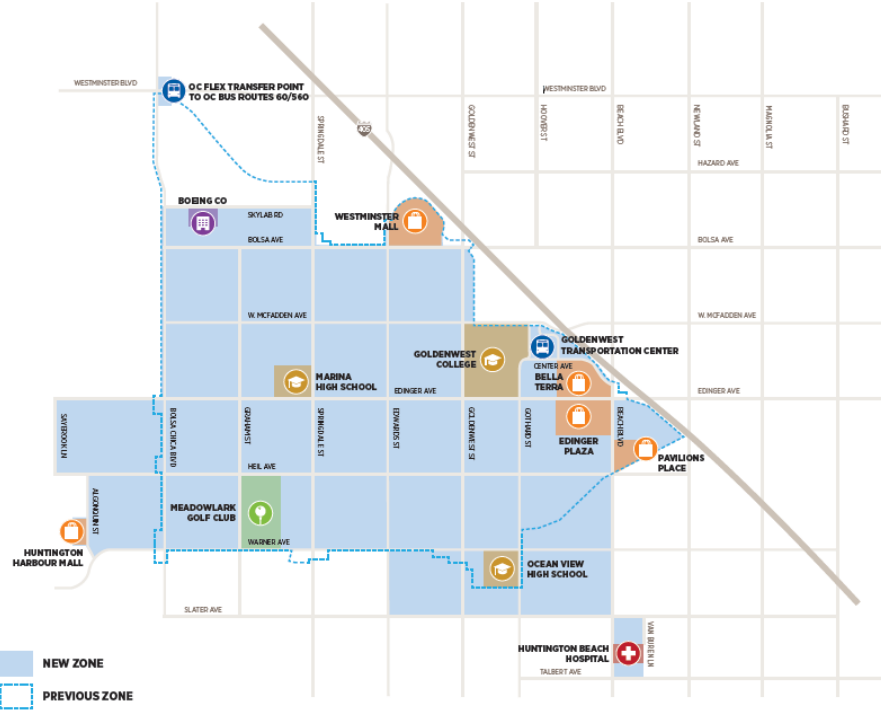 WESTMINSTER BLVD
OC FLEX TRANSFER POINT
TO OC BUS ROUTES 60/560
WESTMINSTER BLVD
SPRINGDALE ST
405
GOLDENWEST ST
HOOVER ST
BEACH BLVD
NEWLAND ST
MAGNOLIA ST
BUSHARD ST
HAZARD AVE
BOEING CO
SKYLAB RD
BOLSA AVE
WESTMINSTER
MALL
BOLSA AVE
W. MCFADDEN AVE
W. MCFADDEN AVE
GOLDENWEST
COLLEGE
GOLDENWEST
TRANSPORTATION CENTER
CENTER AVE
BELLA
TERRA
MARINA
HIGH SCHOOL
EDINGER AVE
EDINGER AVE
SAYBROOK LN
BOLSA CHICA BLVD
GRAHAM ST
SPRINGDALE ST
EDWARDS ST
GOLDENWEST ST
GOTHARD ST
BEACH BLVD
EDINGER
PLAZA
PAVILIONS
PLACE
HEIL AVE
ALGONQUIN ST
MEADOWLARK
GOLF CLUB
WARNER AVE
HUNTINGTON
HARBOUR MALL
OCEAN VIEW
HIGH SCHOOL
SLATER AVE
HUNTINGTON BEACH
HOSPITAL
VAN BUREN LN
TALBERT AVE
NEW ZONE
PREVIOUS ZONE